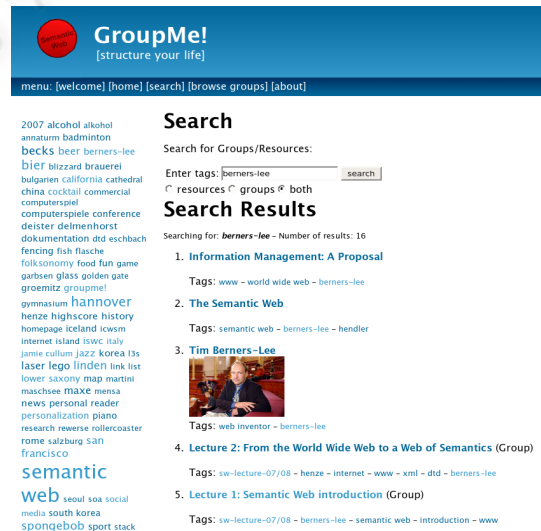 Semantic
Web
GroupMe!
[structure your life]
menu: [welcome] [home] [search] [browse groups] [about]
2007 alcohol alkohol
annaturm badminton
becks beer berners-lee
bier blizzard brauerei
bulgarien california cathedral
china cocktail commercial
computerspiel
computerspiele conference
deister delmenhorst
dokumentation dtd eschbach
fencing fish flasche
folksonomy food fun game
garbsen glass golden gate
groemitz groupme!
gymnasium hannover
henze highscore history
homepage iceland icwsm
internet island iswc italy
jamie cullum jazz korea l3s
laser lego linden link list
lower saxony map martini
maschsee maxe mensa
news personal reader
personalization piano
research rewerse rollercoaster
rome salzburg san
francisco
semantic
web seoul soa social
media south korea
spongebob sport stack
Search
Search for Groups/Resources:
Enter tags: berners-lee search
resources groups both
Search Results
Searching for: berners-lee - Number of results: 16
1. Information Management: A Proposal
Tags: www - world wide web - berners-lee
2. The Semantic Web
Tags: semantic web - berners-lee - hendler
3. Tim Berners-Lee
Tags: web inventor - berners-lee
4. Lecture 2: From the World Wide Web to a Web of Semantics (Group)
Tags: sw-lecture-07/08 - henze - internet - www - xml - dtd - berners-lee
5. Lecture 1: Semantic Web introduction (Group)
Tags: sw-lecture-07/08 - berners-lee - semantic web - introduction - www